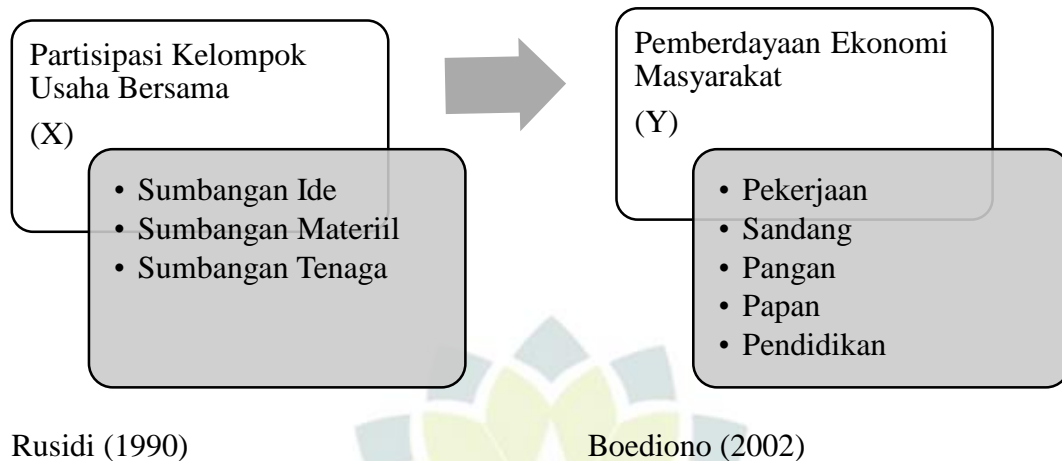 Partisipasi Kelompok
Usaha Bersama
(X)
• Sumbangan Ide
• Sumbangan Materiil
• Sumbangan Tenaga
Pemberdayaan Ekonomi
Masyarakat
(Y)
• Pekerjaan
• Sandang
• Pangan
• Papan
• Pendidikan
Rusidi (1990)
Boediono (2002)